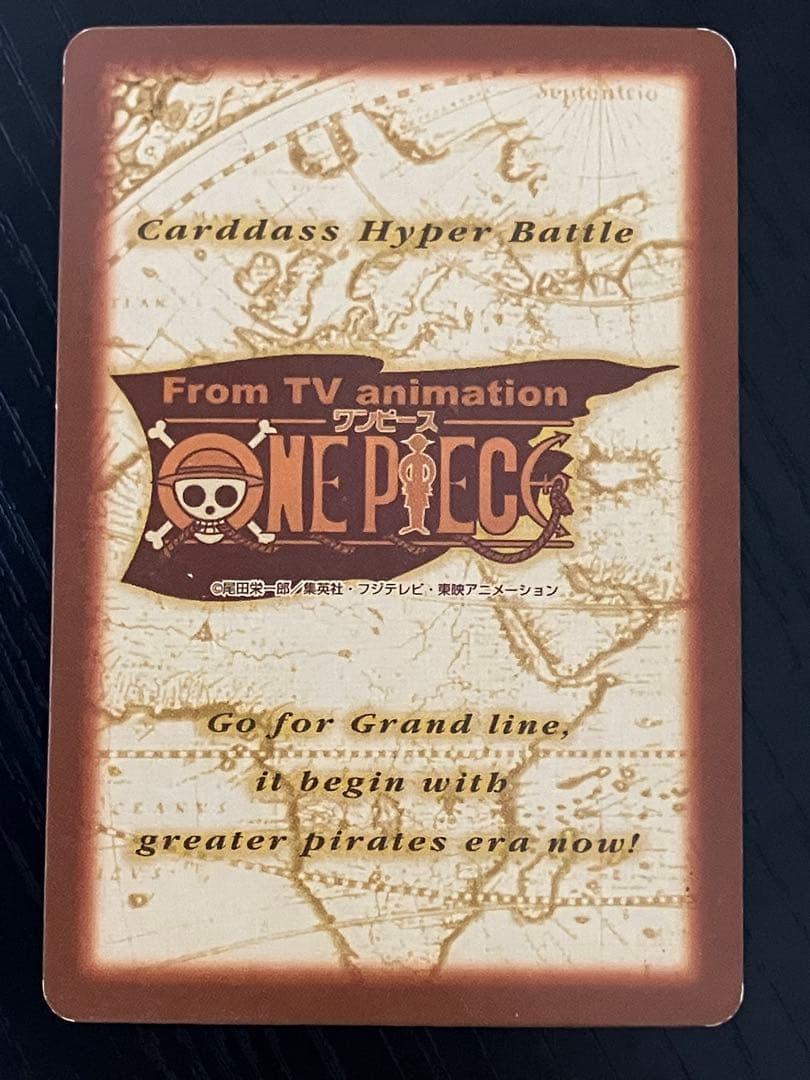 Septentrio
Carddass Hyper Battle
From TV animation
ワンピース
ONE PIECE
©尾田栄一郎／集英社・フジテレビ・東映アニメーション
Go for Grand line,
it begin with
CEANVS
greater pirates era now!